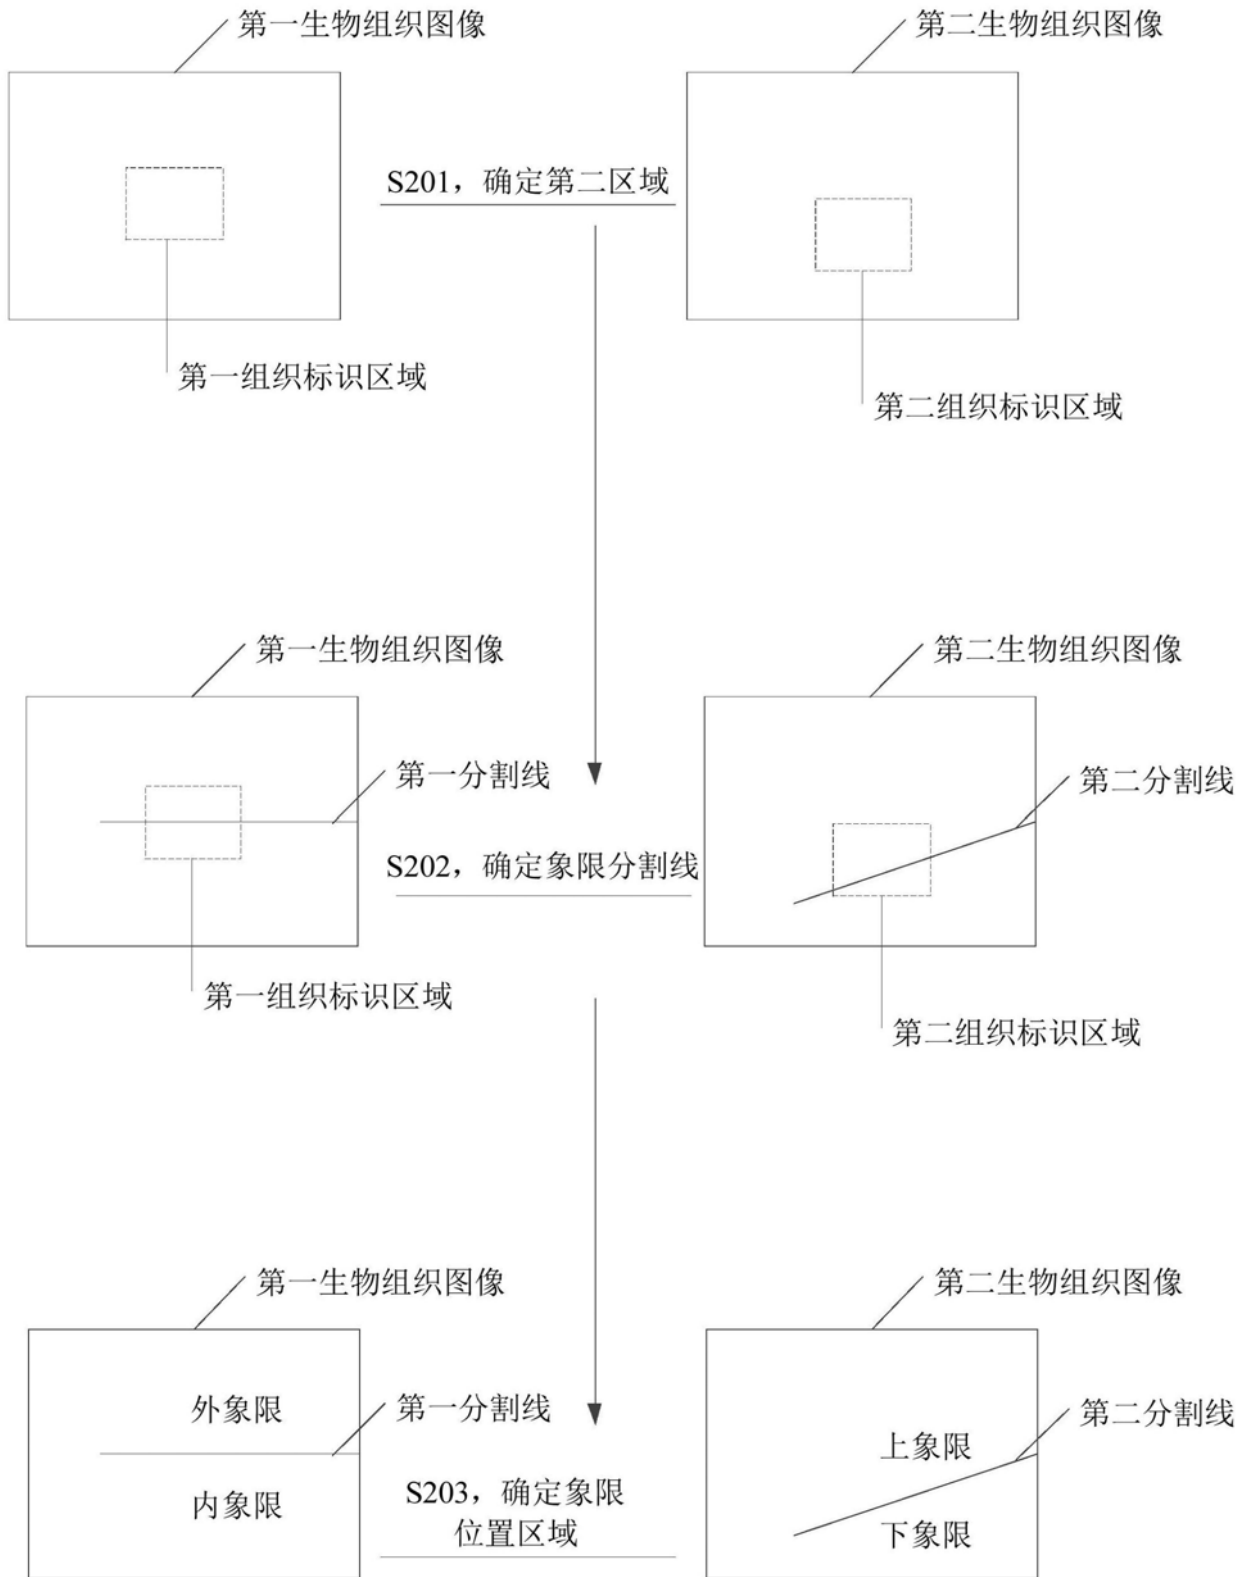 第一生物组织图像
第二生物组织图像
S201，确定第二区域
第一组织标识区域
第二组织标识区域
第一生物组织图像
第二生物组织图像
第一分割线
第二分割线
S202，确定象限分割线
第一组织标识区域
第二组织标识区域
第一生物组织图像
第二生物组织图像
外象限
第一分割线
第二分割线
上象限
内象限
S203，确定象限
位置区域
下象限